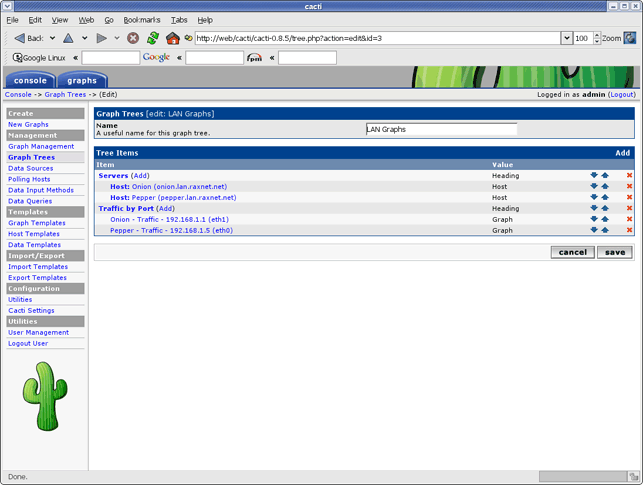 cacti
File Edit View Web Go Bookmarks Tabs Help
Back http://web/cacti/cacti-0.8.5/tree.php?action=edit&id=3 100 Zoom
Google Linux « Google « fm «
console graphs
Console -> Graph Trees -> (Edit) Logged in as admin (Logout)
Create
New Graphs
Management
Graph Management
Graph Trees
Data Sources
Polling Hosts
Data Input Methods
Data Queries
Templates
Graph Templates
Host Templates
Data Templates
Import/Export
Import Templates
Export Templates
Configuration
Utilities
Cacti Settings
Utilities
User Management
Logout User
Graph Trees [edit: LAN Graphs]
Name LAN Graphs
A useful name for this graph tree.
Tree Items Add
Item Value
Servers (Add) Heading
Host: Onion (onion.lan.raxnet.net) Host
Host: Pepper (pepper.lan.raxnet.net) Host
Traffic by Port (Add) Heading
Onion - Traffic - 192.168.1.1 (eth1) Graph
Pepper - Traffic - 192.168.1.5 (eth0) Graph
cancel save
Done.